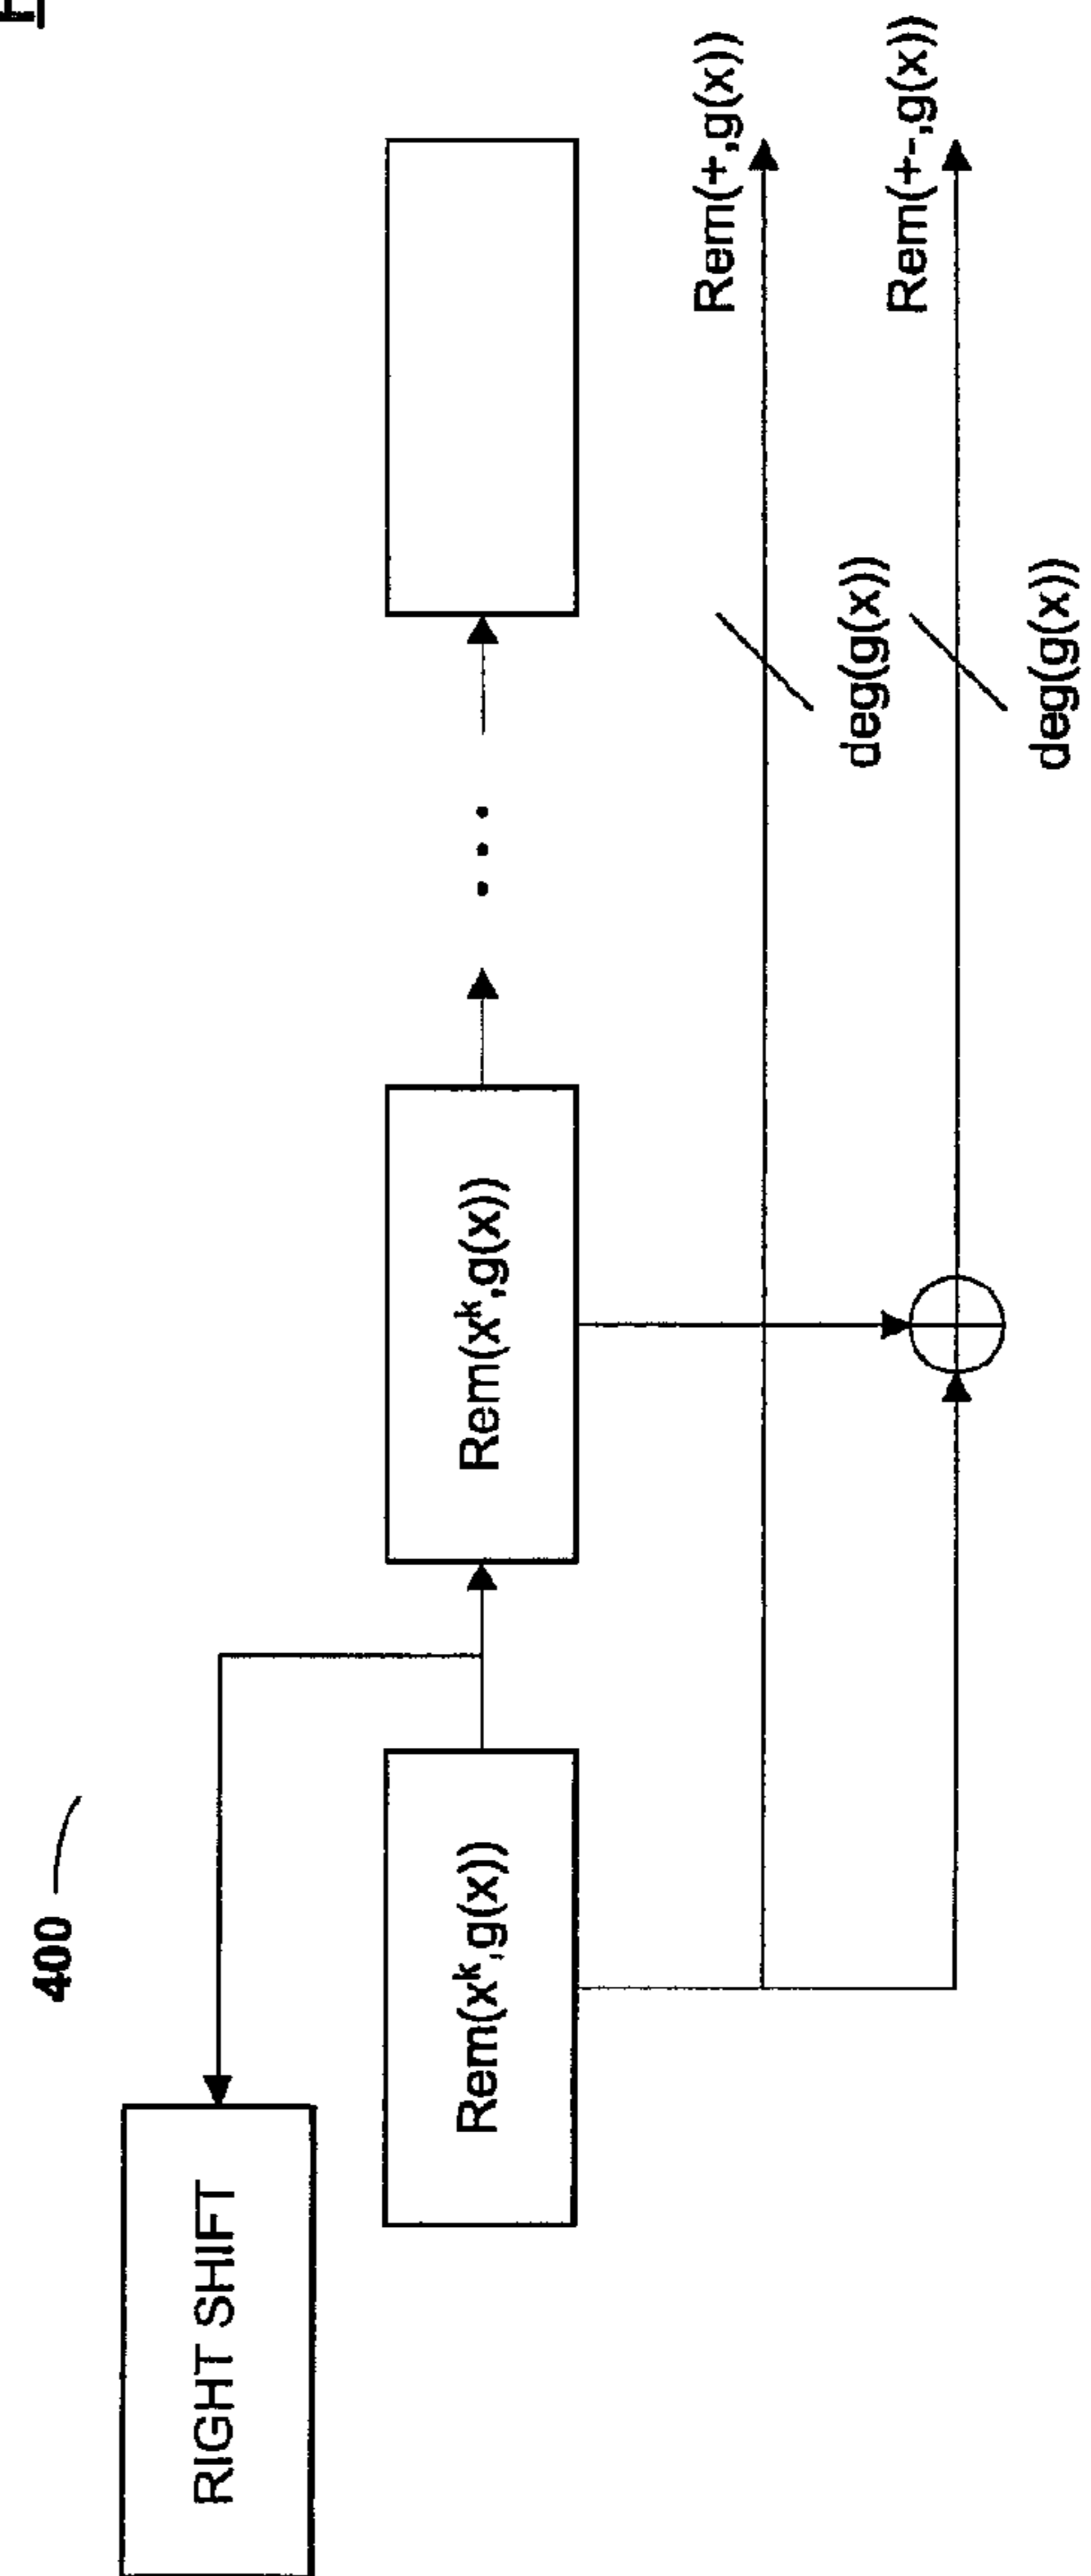 400
RIGHT SHIFT
Rem(x^k,g(x))
Rem(x^k,g(x))
Rem(+,g(x))
deg(g(x))
Rem(+-,g(x))
deg(g(x))